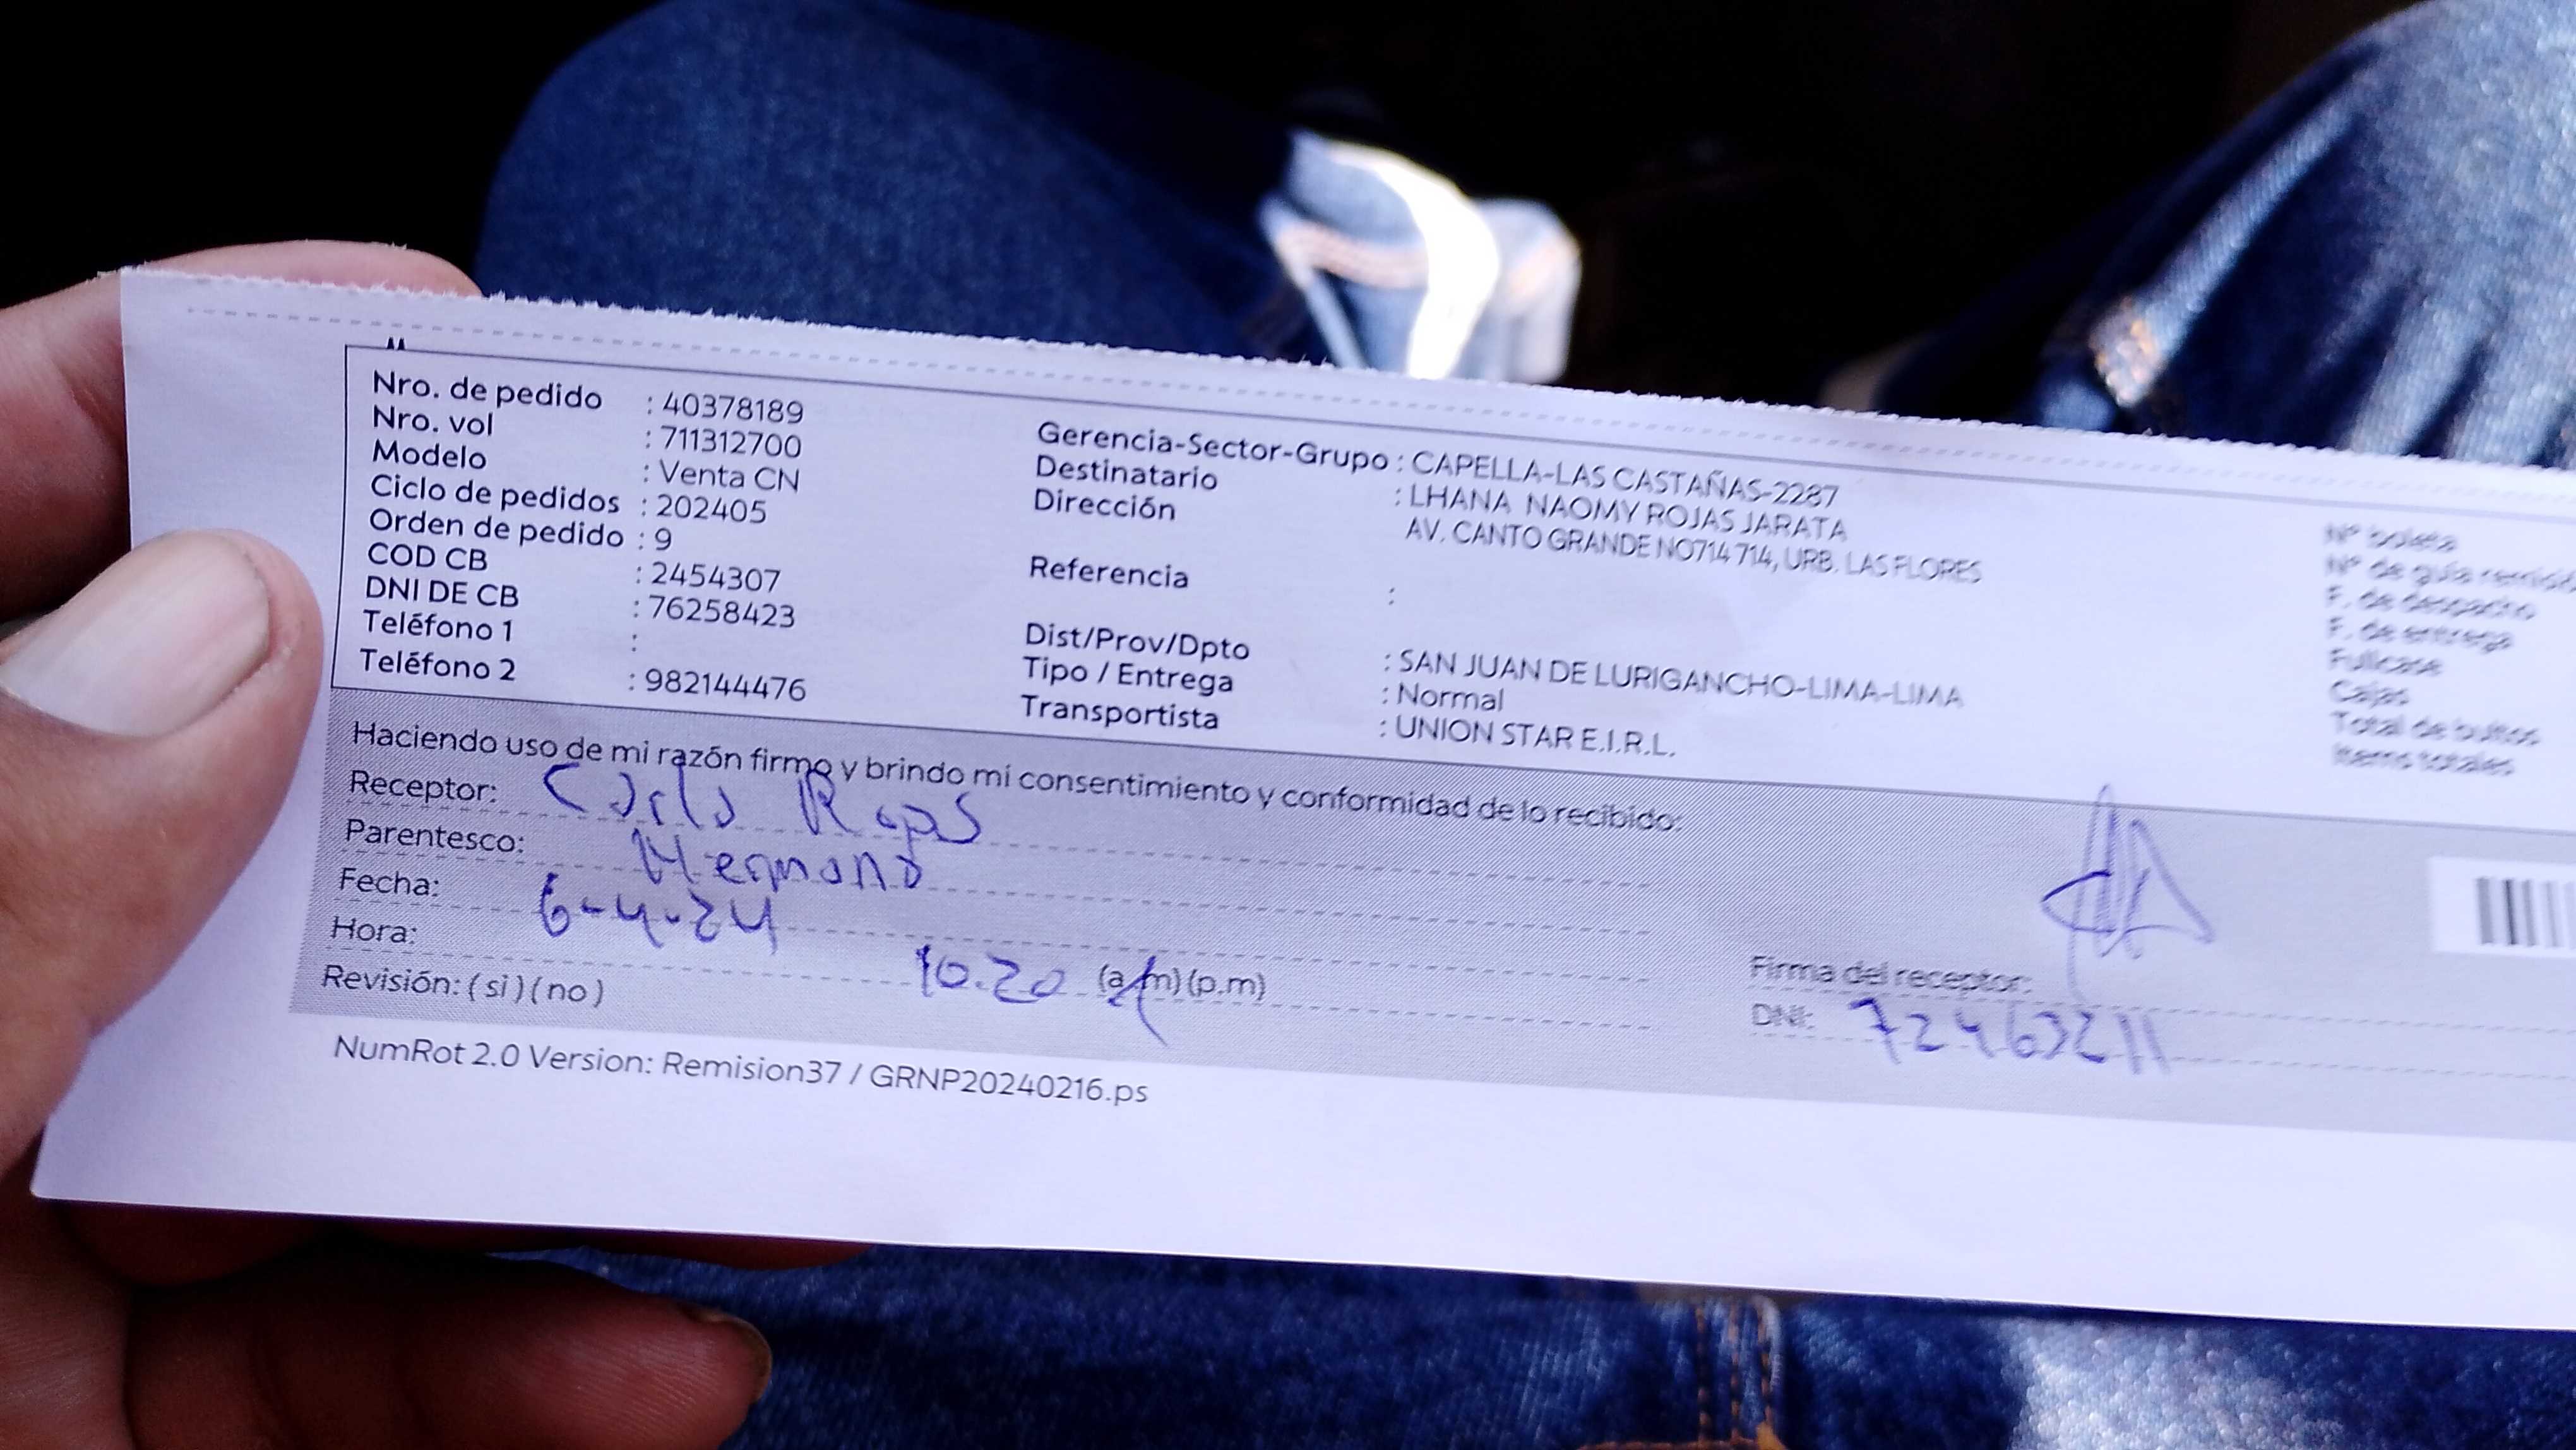 Nro. de pedido : 40378189
Nro. vol : 711312700
Modelo : Venta CN
Ciclo de pedidos : 202405
Orden de pedido : 9
COD CB : 2454307
DNI DE CB : 76258423
Teléfono 1 :
Teléfono 2 : 982144476
Gerencia-Sector-Grupo : CAPELLA-LAS CASTAÑAS-2287
Destinatario : LHANA NAOMY ROJAS JARATA
Dirección AV. CANTO GRANDE NO714 714, URB. LAS FLORES
Referencia :
Dist/Prov/Dpto : SAN JUAN DE LURIGANCHO-LIMA-LIMA
Tipo / Entrega : Normal
Transportista : UNION STAR E.I.R.L.
Nº boleta
Nº de guía remisi
F. de despacho
F. de entrega
Fullcase
Cajas
Total de bultos
Items totales
Haciendo uso de mi razón firmo y brindo mi consentimiento y conformidad de lo recibido:
Receptor: Carlo Rojas
Parentesco: Hermano
Fecha: 6-4-24
Hora: 10.20 (a.m)(p.m)
Revisión: ( si ) ( no )
Firma del receptor:
DNI: 72463211
NumRot 2.0 Version: Remision37 / GRNP20240216.ps